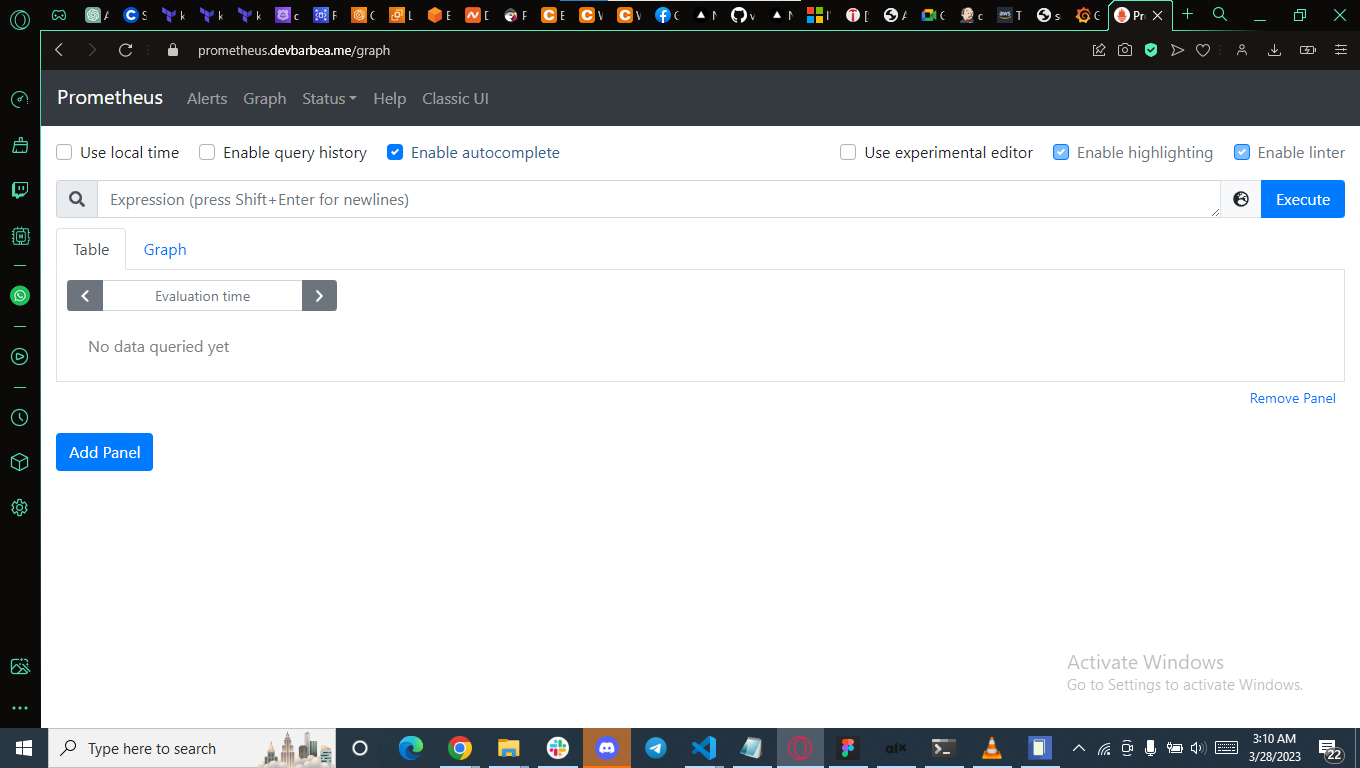 Pr
prometheus.devbarbea.me/graph
Prometheus Alerts Graph Status Help Classic UI
Use local time Enable query history Enable autocomplete Use experimental editor Enable highlighting Enable linter
Expression (press Shift+Enter for newlines) Execute
Table Graph
Evaluation time
No data queried yet
Remove Panel
Add Panel
Activate Windows
Go to Settings to activate Windows.
Type here to search
alx
3:10 AM
3/28/2023
22